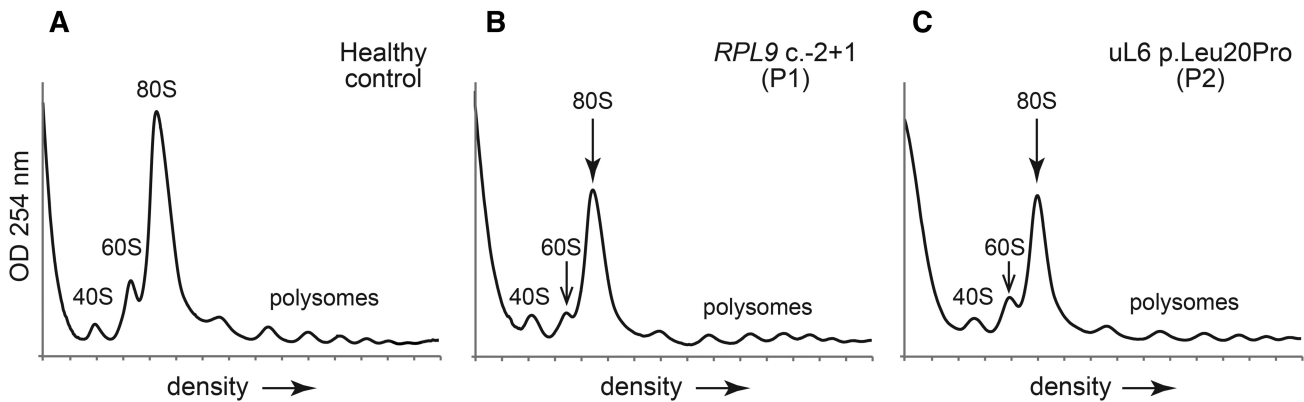 A
Healthy
control
80S
60S
40S
polysomes
OD 254 nm
density
B
RPL9 c.-2+1
(P1)
80S
60S
40S
polysomes
density
C
uL6 p.Leu20Pro
(P2)
80S
60S
40S
polysomes
density